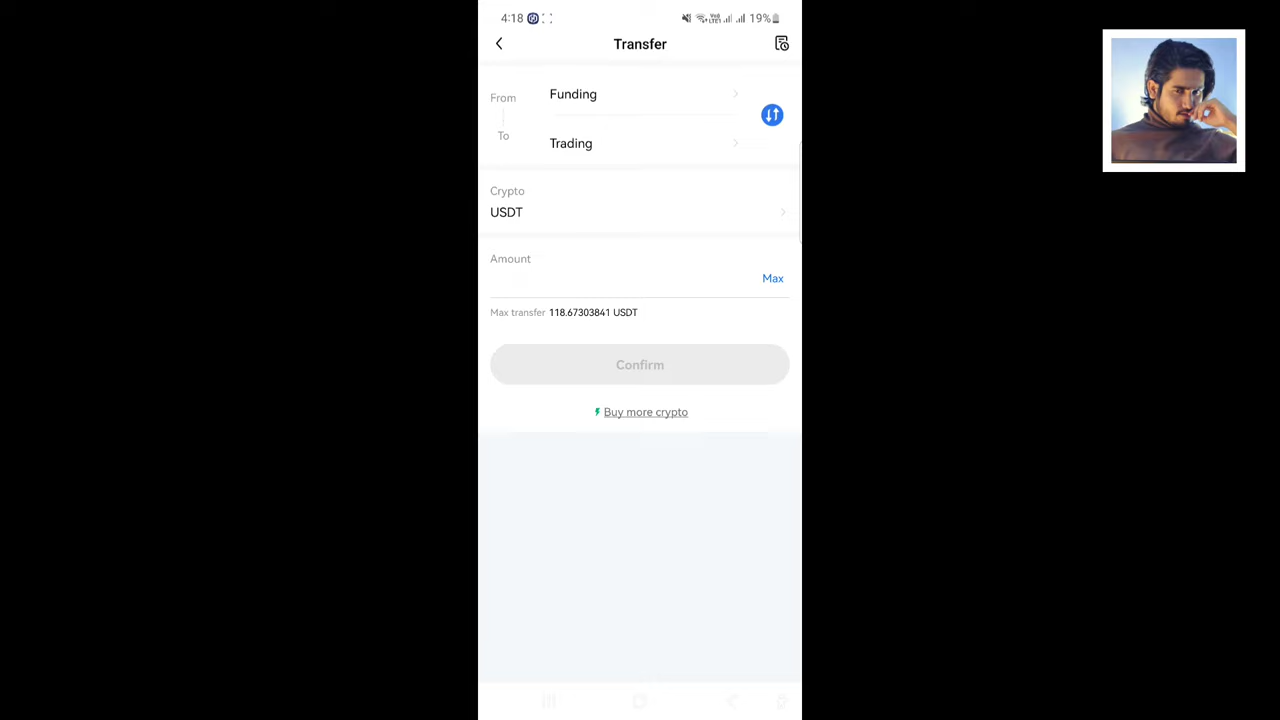 4:18 19%
Transfer
From Funding
To Trading
Crypto
USDT
Amount
Max
Max transfer 118.67303841 USDT
Confirm
Buy more crypto